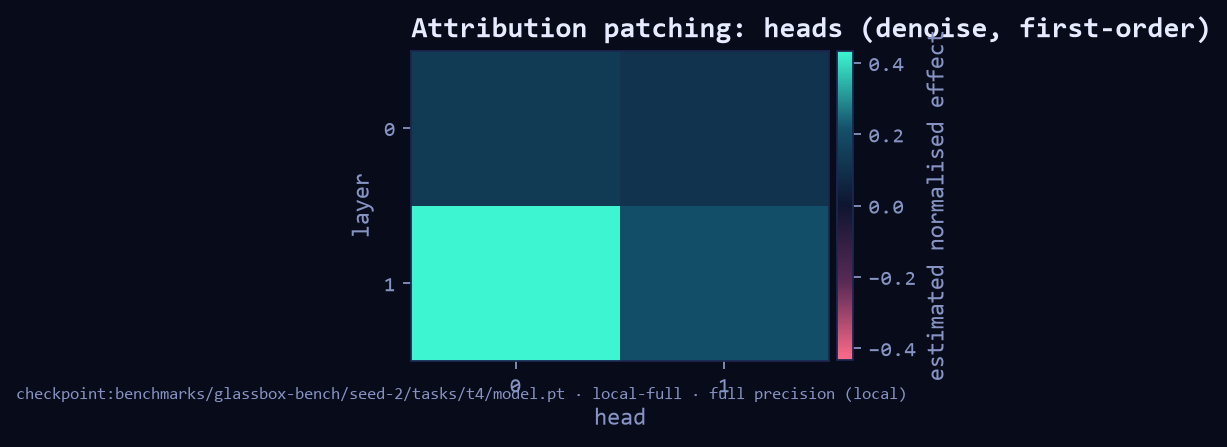 Attribution patching: heads (denoise, first-order)
layer
0
1
0
1
head
0.4
0.2
0.0
−0.2
−0.4
estimated normalised effect
checkpoint:benchmarks/glassbox-bench/seed-2/tasks/t4/model.pt · local-full · full precision (local)